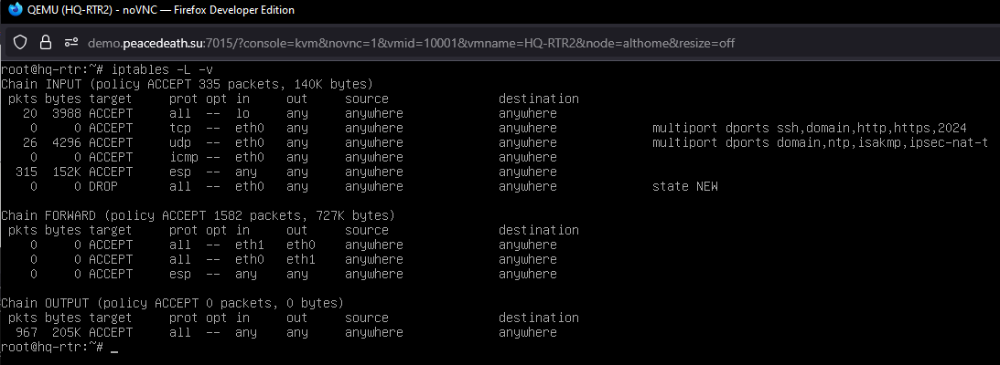 QEMU (HQ-RTR2) - noVNC — Firefox Developer Edition
demo.peacedeath.su:7015/?console=kvm&novnc=1&vmid=10001&vmname=HQ-RTR2&node=althome&resize=off
root@hq-rtr:~# iptables -L -v
Chain INPUT (policy ACCEPT 335 packets, 140K bytes)
pkts bytes target prot opt in out source destination
20 3988 ACCEPT all -- lo any anywhere anywhere
0 0 ACCEPT tcp -- eth0 any anywhere anywhere multiport dports ssh,domain,http,https,2024
26 4296 ACCEPT udp -- eth0 any anywhere anywhere multiport dports domain,ntp,isakmp,ipsec-nat-t
0 0 ACCEPT icmp -- eth0 any anywhere anywhere
315 152K ACCEPT esp -- any any anywhere anywhere
0 0 DROP all -- eth0 any anywhere anywhere state NEW
Chain FORWARD (policy ACCEPT 1582 packets, 727K bytes)
pkts bytes target prot opt in out source destination
0 0 ACCEPT all -- eth1 eth0 anywhere anywhere
0 0 ACCEPT all -- eth0 eth1 anywhere anywhere
0 0 ACCEPT esp -- any any anywhere anywhere
Chain OUTPUT (policy ACCEPT 0 packets, 0 bytes)
pkts bytes target prot opt in out source destination
967 205K ACCEPT all -- any any anywhere anywhere
root@hq-rtr:~# _